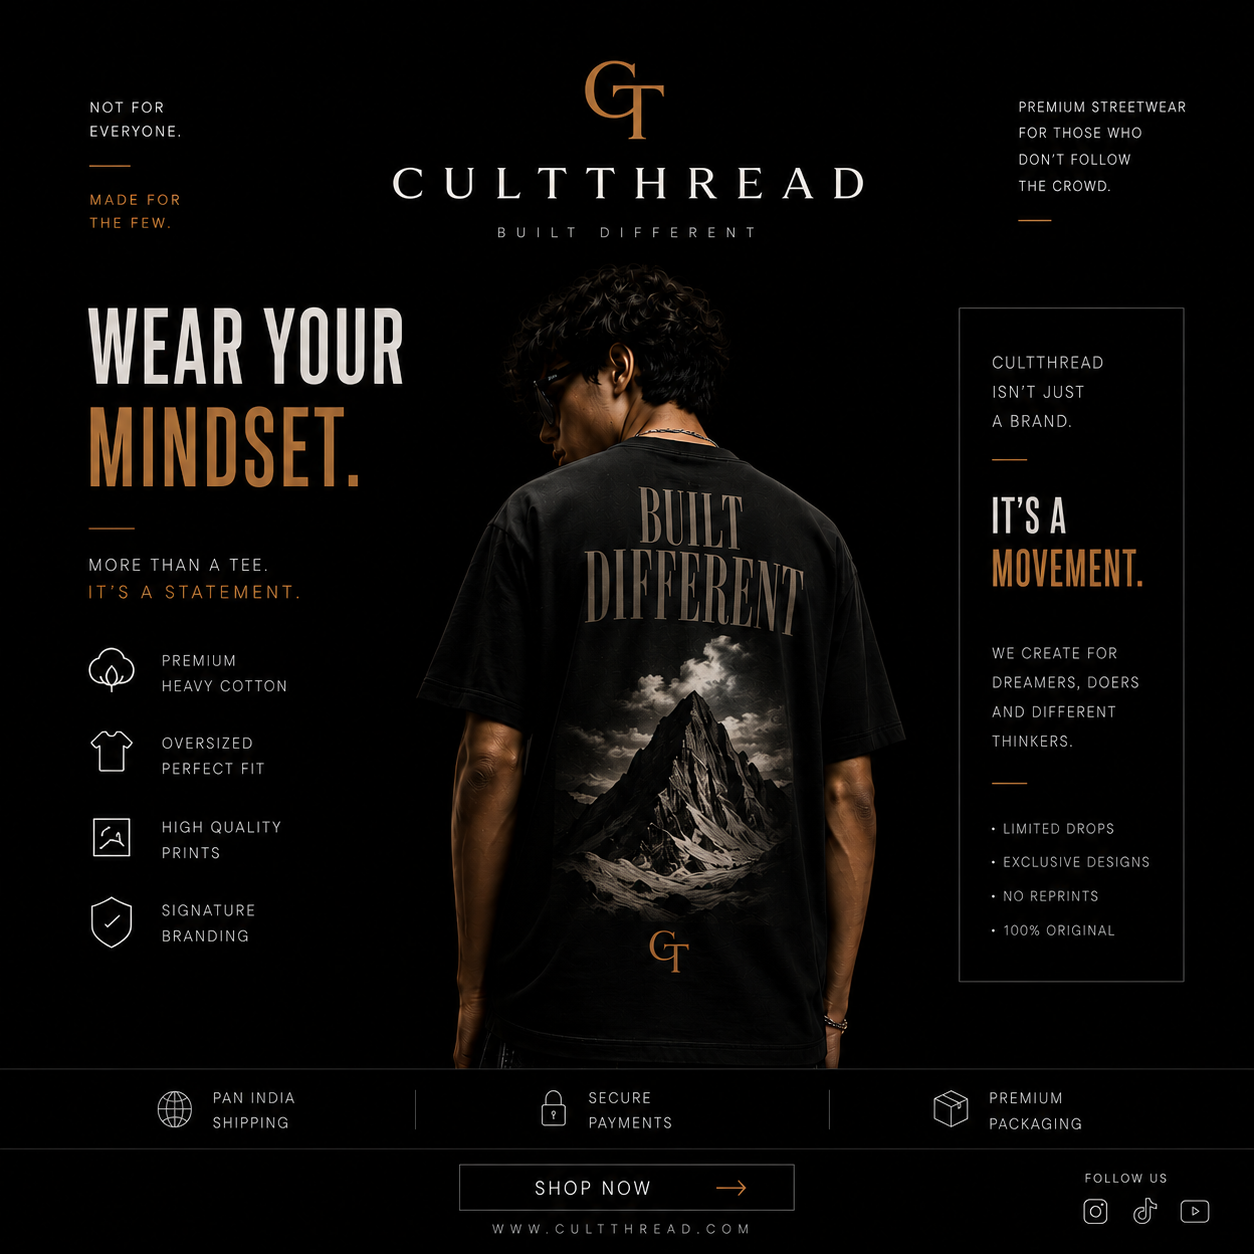 NOT FOR
EVERYONE.
MADE FOR
THE FEW.
CT
CULTTHREAD
BUILT DIFFERENT
PREMIUM STREETWEAR
FOR THOSE WHO
DON'T FOLLOW
THE CROWD.
WEAR YOUR
MINDSET.
MORE THAN A TEE.
IT'S A STATEMENT.
PREMIUM
HEAVY COTTON
OVERSIZED
PERFECT FIT
HIGH QUALITY
PRINTS
SIGNATURE
BRANDING
BUILT
DIFFERENT
CT
CULTTHREAD
ISN'T JUST
A BRAND.
IT'S A
MOVEMENT.
WE CREATE FOR
DREAMERS, DOERS
AND DIFFERENT
THINKERS.
• LIMITED DROPS
• EXCLUSIVE DESIGNS
• NO REPRINTS
• 100% ORIGINAL
PAN INDIA
SHIPPING
SECURE
PAYMENTS
PREMIUM
PACKAGING
SHOP NOW
WWW.CULTTHREAD.COM
FOLLOW US